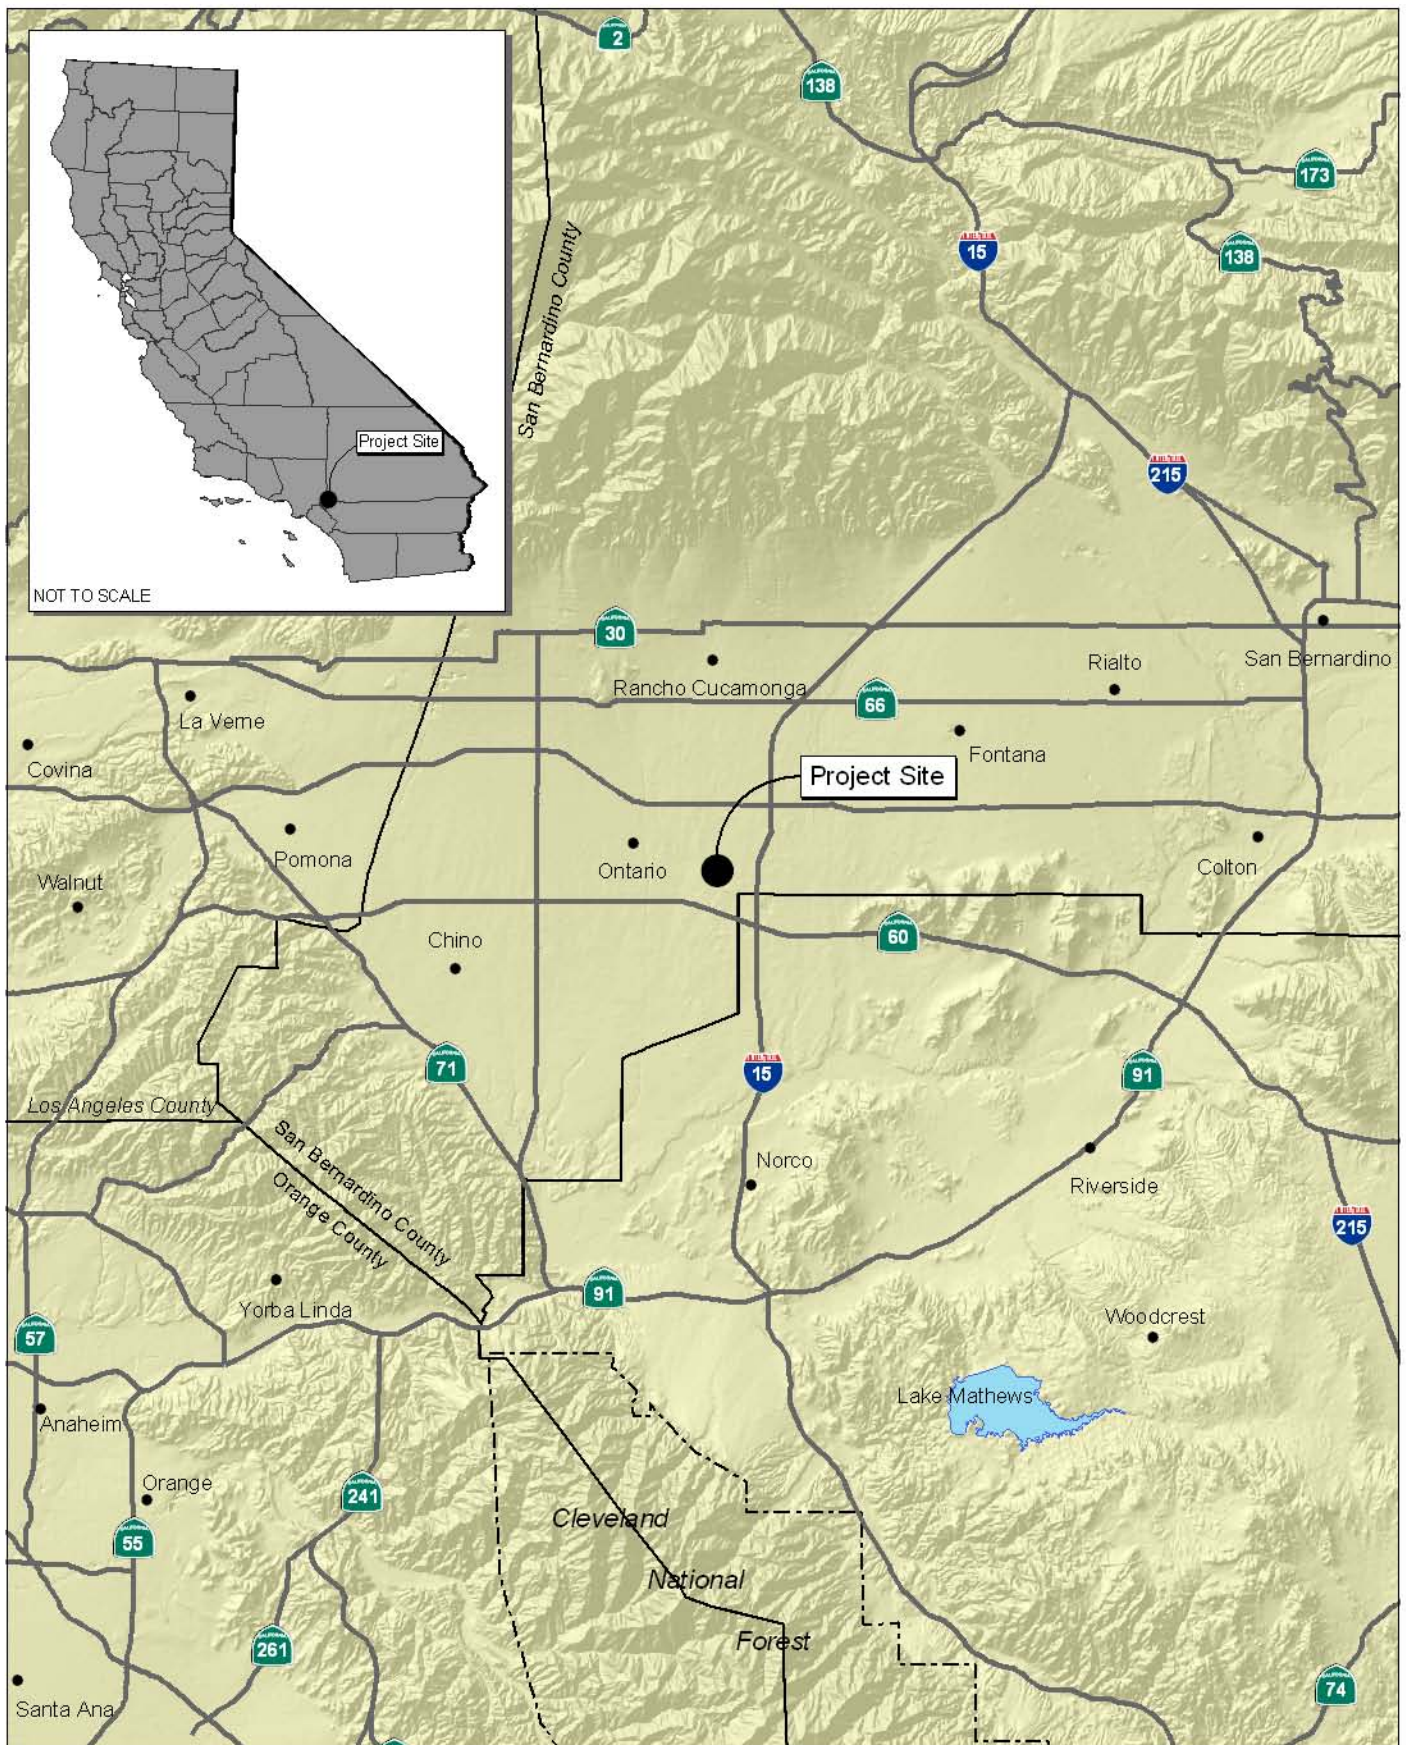 2
138
173
15
138
San Bernardino County
Project Site
215
NOT TO SCALE
30
San Bernardino
Rialto
Rancho Cucamonga
66
La Verne
Fontana
Covina
Project Site
Pomona
Ontario
Colton
Walnut
60
Chino
71
15
91
Los Angeles County
San Bernardino County
Orange County
Norco
Riverside
215
91
Yorba Linda
57
Woodcrest
Lake Mathews
Anaheim
Orange
241
Cleveland
55
National
Forest
261
74
Santa Ana